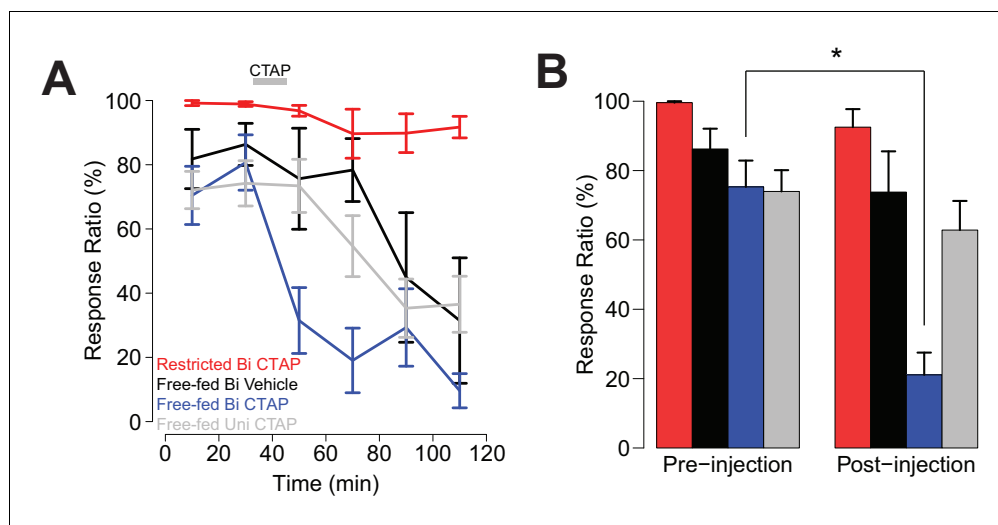 A
CTAP
Response Ratio (%)
100
80
60
40
20
0
Restricted Bi CTAP
Free-fed Bi Vehicle
Free-fed Bi CTAP
Free-fed Uni CTAP
0 20 40 60 80 100 120
Time (min)
B
*
Response Ratio (%)
100
80
60
40
20
0
Pre−injection Post−injection